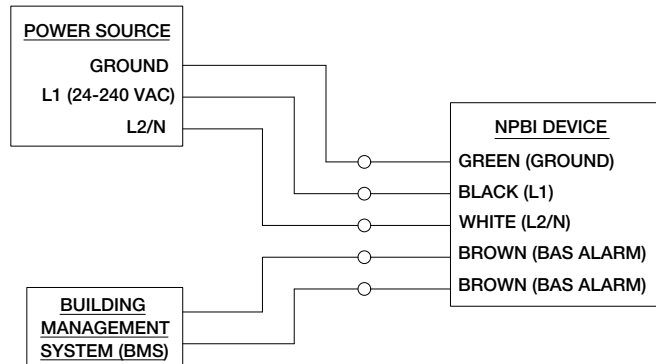 POWER SOURCE
GROUND
L1 (24-240 VAC)
L2/N
NPBI DEVICE
GREEN (GROUND)
BLACK (L1)
WHITE (L2/N)
BROWN (BAS ALARM)
BROWN (BAS ALARM)
BUILDING
MANAGEMENT
SYSTEM (BMS)